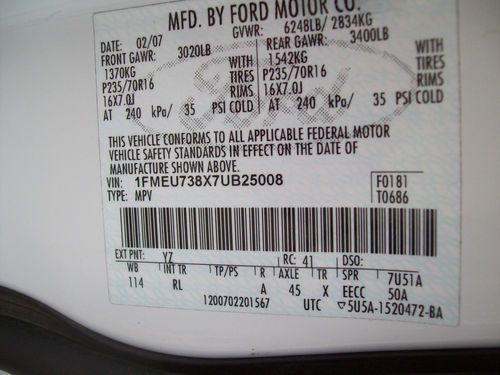 MFD. BY FORD MOTOR CO.
DATE: 02/07 GVWR: 6248LB/ 2834KG
FRONT GAWR: 3020LB REAR GAWR: 3400LB
1370KG WITH 1542KG WITH
P235/70R16 TIRES P235/70R16 TIRES
16X7.0J RIMS 16X7.0J RIMS
AT 240 kPa/ 35 PSI COLD AT 240 kPa/ 35 PSI COLD
Ford
THIS VEHICLE CONFORMS TO ALL APPLICABLE FEDERAL MOTOR
VEHICLE SAFETY STANDARDS IN EFFECT ON THE DATE OF
MANUFACTURE SHOWN ABOVE.
VIN: 1FMEU738X7UB25008 F0181
TYPE: MPV T0686
EXT PNT: YZ RC: 41 DSO:
WB INT TR TP/PS R AXLE TR SPR 7U51A
114 RL A 45 X EECC 50A
1200702201567 UTC ▽5U5A-1520472-BA